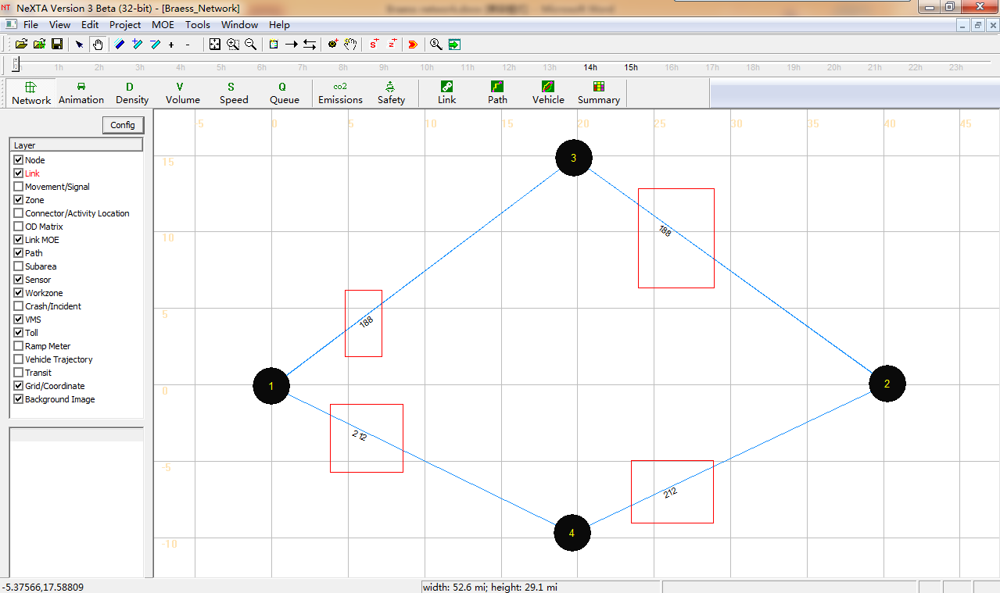 NeXTA Version 3 Beta (32-bit) - [Braess_Network]
File View Edit Project MOE Tools Window Help
1h 2h 3h 4h 5h 6h 7h 8h 9h 10h 11h 12h 13h 14h 15h 16h 17h 18h 19h 20h 21h 22h 23h
D V S Q co2
Network Animation Density Volume Speed Queue Emissions Safety Link Path Vehicle Summary
Config
Layer
Node
Link
Movement/Signal
Zone
Connector/Activity Location
OD Matrix
Link MOE
Path
Subarea
Sensor
Workzone
Crash/Incident
VMS
Toll
Ramp Meter
Vehicle Trajectory
Transit
Grid/Coordinate
Background Image
-5 0 5 10 15 20 25 30 35 40 45
15
3
10
188
5
188
0
1
2
212
-5
212
4
-10
-5.37566,17.58809
width: 52.6 mi; height: 29.1 mi